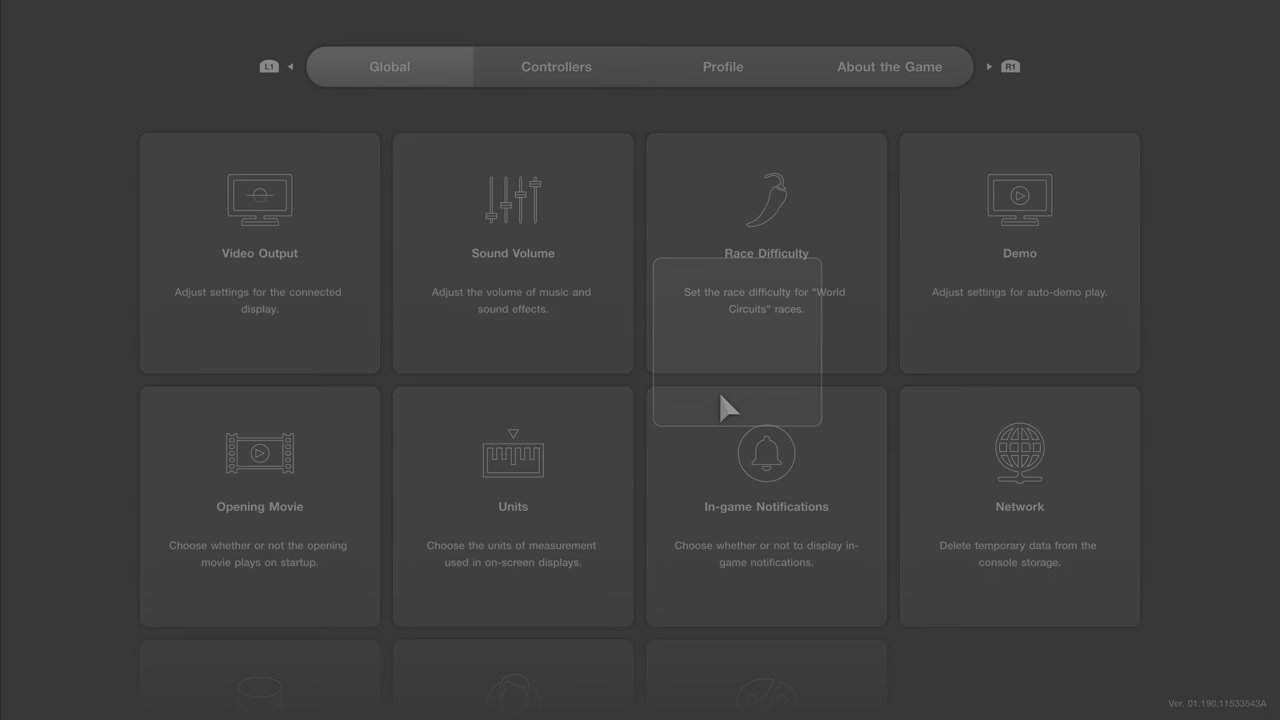 L1
Global
Controllers
Profile
About the Game
R1
Video Output
Adjust settings for the connected
display.
Sound Volume
Adjust the volume of music and
sound effects.
Race Difficulty
Set the race difficulty for "World
Circuits" races.
Demo
Adjust settings for auto-demo play.
Opening Movie
Choose whether or not the opening
movie plays on startup.
Units
Choose the units of measurement
used in on-screen displays.
In-game Notifications
Choose whether or not to display in-
game notifications.
Network
Delete temporary data from the
console storage.
Ver. 01.190.11533543A